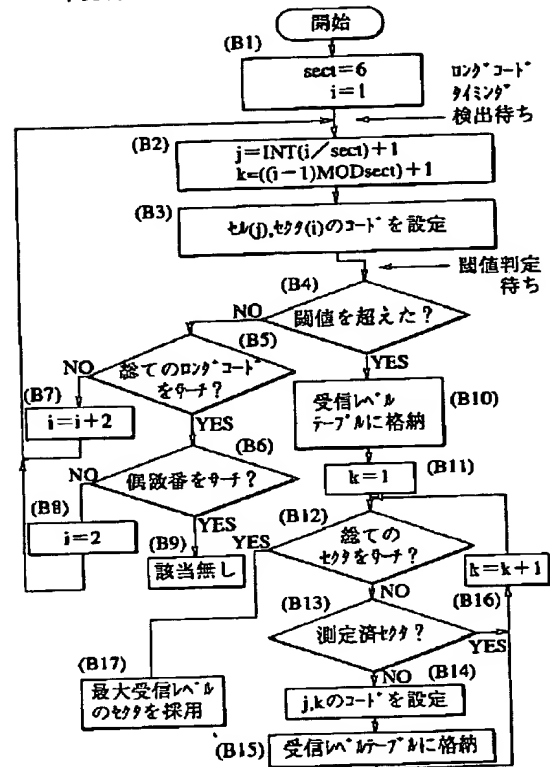 開始
(B1)
sect=6
i=1
ロングコード
タイミング
検出待ち
(B2)
j=INT(i/sect)+1
k=((i-1)MODsect)+1
(B3)
セル(j),セクタ(i)のコードを設定
閾値判定
待ち
(B4)
閾値を超えた?
NO
YES
(B5)
総てのロングコード
をサーチ?
NO
YES
(B7)
i=i+2
(B6)
偶数番をサーチ?
NO
YES
(B8)
i=2
(B9)
該当無し
受信レベル
テーブルに格納
(B10)
k=1
(B11)
(B12)
総ての
セクタをサーチ?
YES
NO
k=k+1
(B16)
(B13)
測定済セクタ?
YES
NO
(B14)
j,kのコードを設定
(B15)
受信レベルテーブルに格納
(B17)
最大受信レベル
のセクタを採用